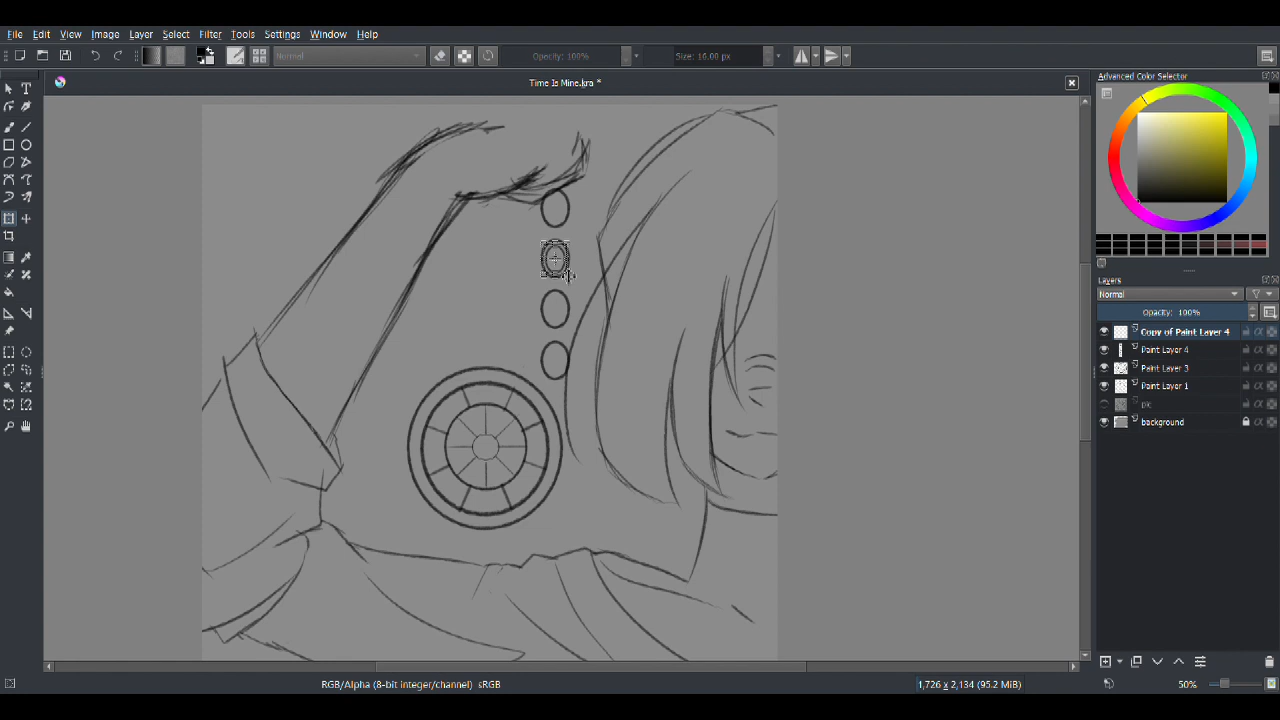 File Edit View Image Layer Select Filter Tools Settings Window Help
Normal Opacity: 100% Size: 16.00 px
Time Is Mine.kra *
Advanced Color Selector
Layers
Normal
Opacity: 100%
Copy of Paint Layer 4
Paint Layer 4
Paint Layer 3
Paint Layer 1
pic
background
RGB/Alpha (8-bit integer/channel) sRGB
1,726 x 2,134 (95.2 MiB)
50%